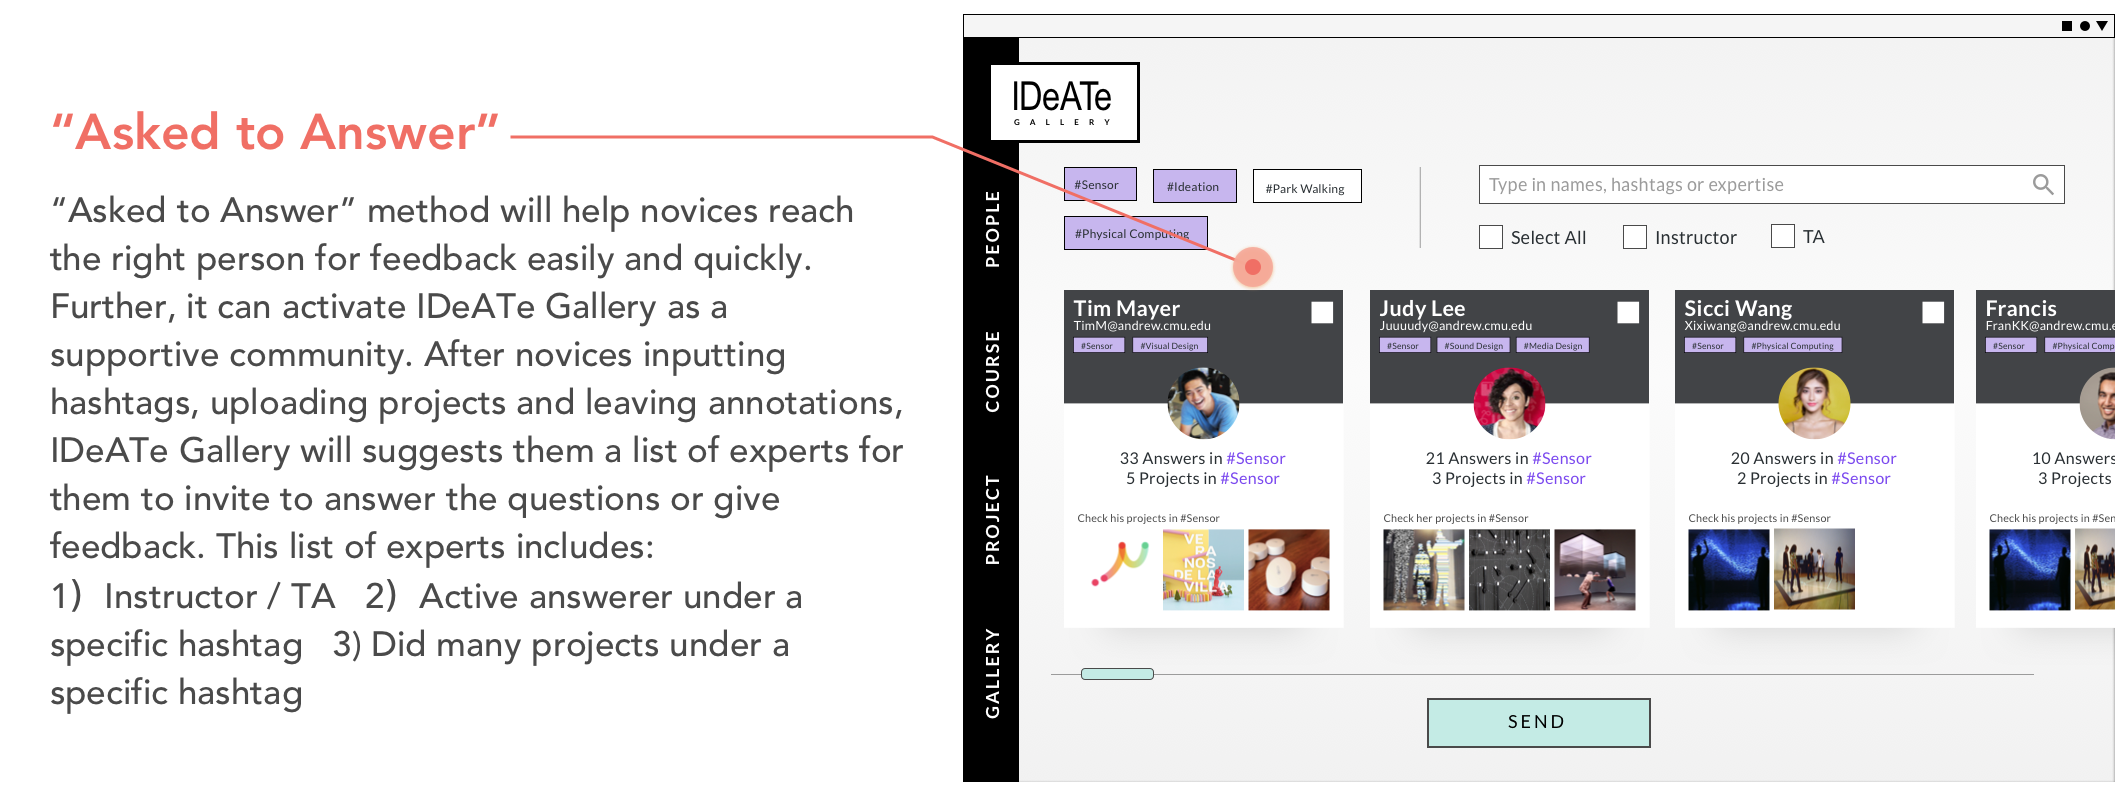 “Asked to Answer”
“Asked to Answer” method will help novices reach
the right person for feedback easily and quickly.
Further, it can activate IDeATe Gallery as a
supportive community. After novices inputting
hashtags, uploading projects and leaving annotations,
IDeATe Gallery will suggests them a list of experts for
them to invite to answer the questions or give
feedback. This list of experts includes:
1) Instructor / TA 2) Active answerer under a
specific hashtag 3) Did many projects under a
specific hashtag
IDeATe
GALLERY
PEOPLE
COURSE
PROJECT
GALLERY
#Sensor
#Ideation
#Park Walking
#Physical Computing
Type in names, hashtags or expertise
Select All
Instructor
TA
Tim Mayer
TimM@andrew.cmu.edu
#Sensor
#Visual Design
33 Answers in #Sensor
5 Projects in #Sensor
Check his projects in #Sensor
VE
PA
NOS
DE LA
VILL
Judy Lee
Juuuudy@andrew.cmu.edu
#Sensor
#Sound Design
#Media Design
21 Answers in #Sensor
3 Projects in #Sensor
Check her projects in #Sensor
Sicci Wang
Xixiwang@andrew.cmu.edu
#Sensor
#Physical Computing
20 Answers in #Sensor
2 Projects in #Sensor
Check his projects in #Sensor
Francis
FranKK@andrew.cmu.e
#Sensor
#Physical Comp
10 Answers
3 Projects
Check his projects in #Sen
SEND